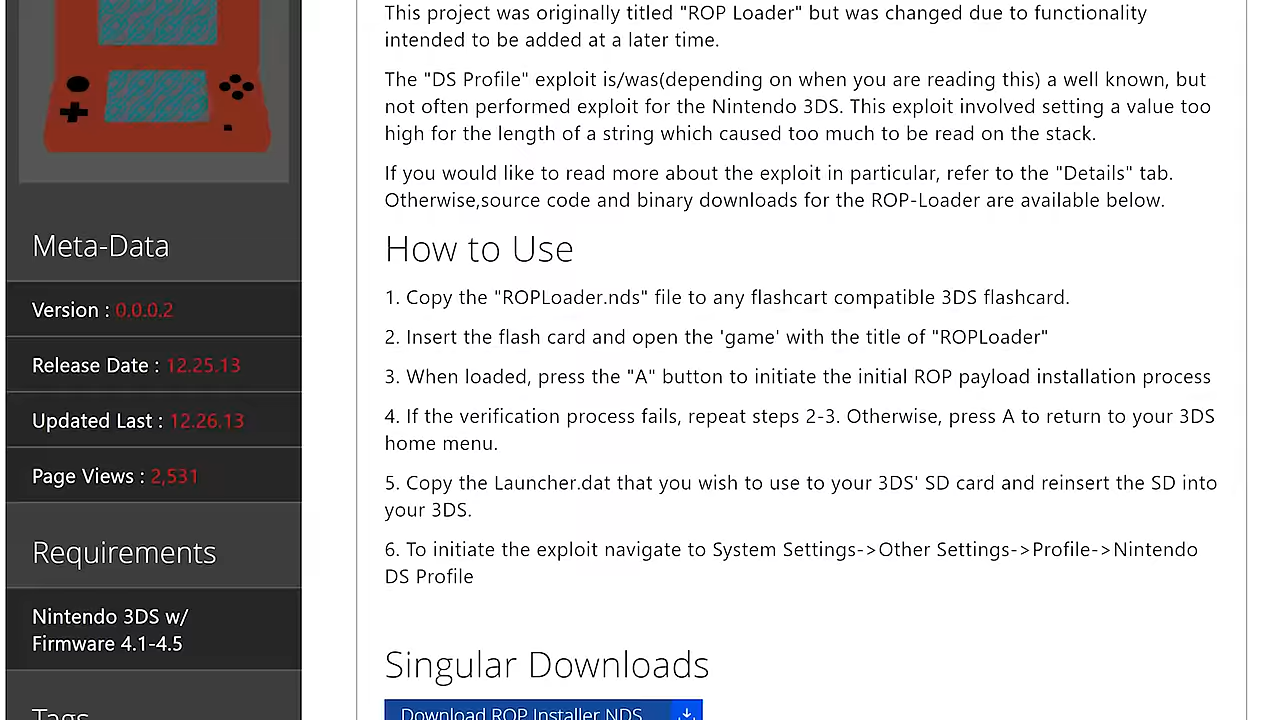 This project was originally titled "ROP Loader" but was changed due to functionality
intended to be added at a later time.
The "DS Profile" exploit is/was(depending on when you are reading this) a well known, but
not often performed exploit for the Nintendo 3DS. This exploit involved setting a value too
high for the length of a string which caused too much to be read on the stack.
If you would like to read more about the exploit in particular, refer to the "Details" tab.
Otherwise,source code and binary downloads for the ROP-Loader are available below.
How to Use
1. Copy the "ROPLoader.nds" file to any flashcart compatible 3DS flashcard.
2. Insert the flash card and open the 'game' with the title of "ROPLoader"
3. When loaded, press the "A" button to initiate the initial ROP payload installation process
4. If the verification process fails, repeat steps 2-3. Otherwise, press A to return to your 3DS
home menu.
5. Copy the Launcher.dat that you wish to use to your 3DS' SD card and reinsert the SD into
your 3DS.
6. To initiate the exploit navigate to System Settings->Other Settings->Profile->Nintendo
DS Profile
Singular Downloads
Download ROP Installer NDS
Meta-Data
Version : 0.0.0.2
Release Date : 12.25.13
Updated Last : 12.26.13
Page Views : 2,531
Requirements
Nintendo 3DS w/
Firmware 4.1-4.5
Tags